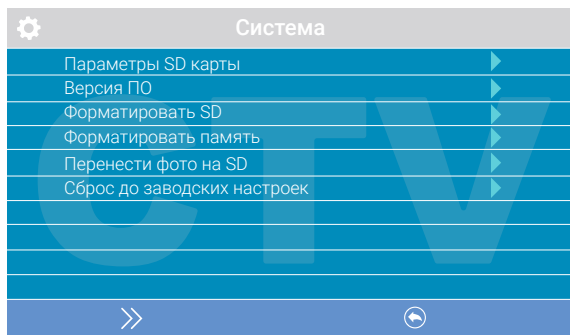 Система
Параметры SD карты
Версия ПО
Форматировать SD
Форматировать память
Перенести фото на SD
Сброс до заводских настроек
CTV